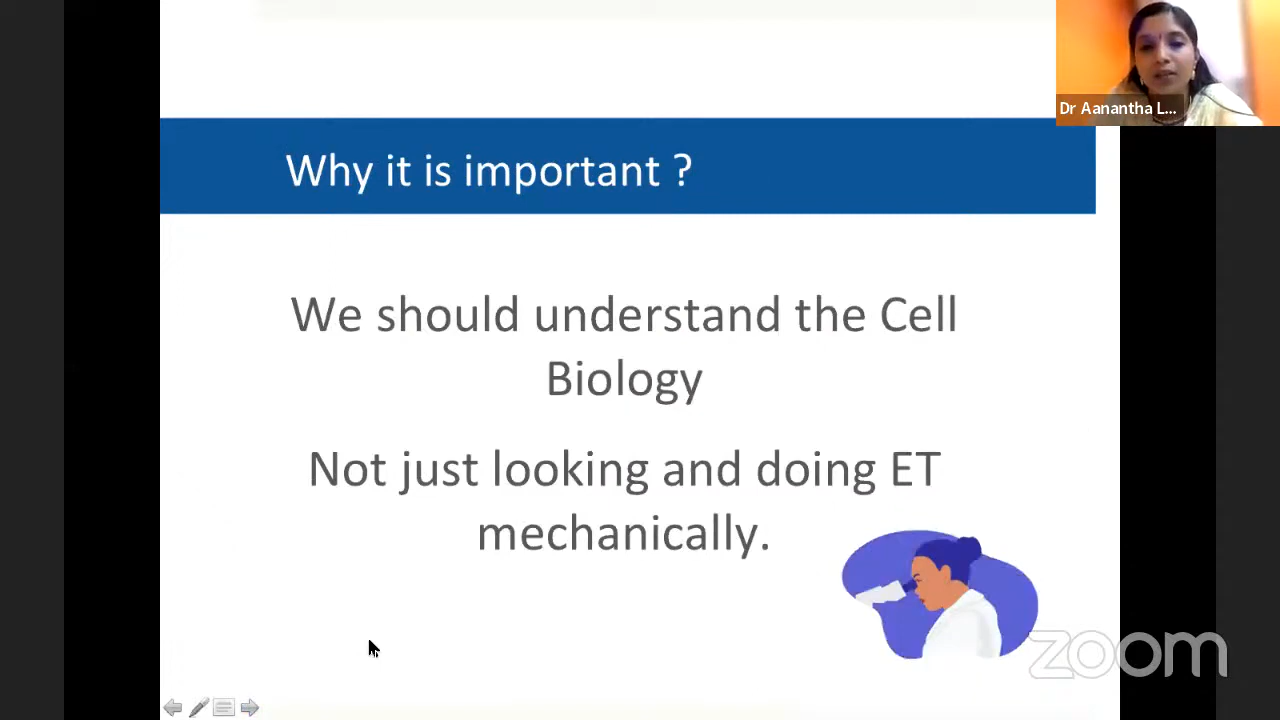 Dr Aanantha L...
Why it is important ?
We should understand the Cell
Biology
Not just looking and doing ET
mechanically.
zoom